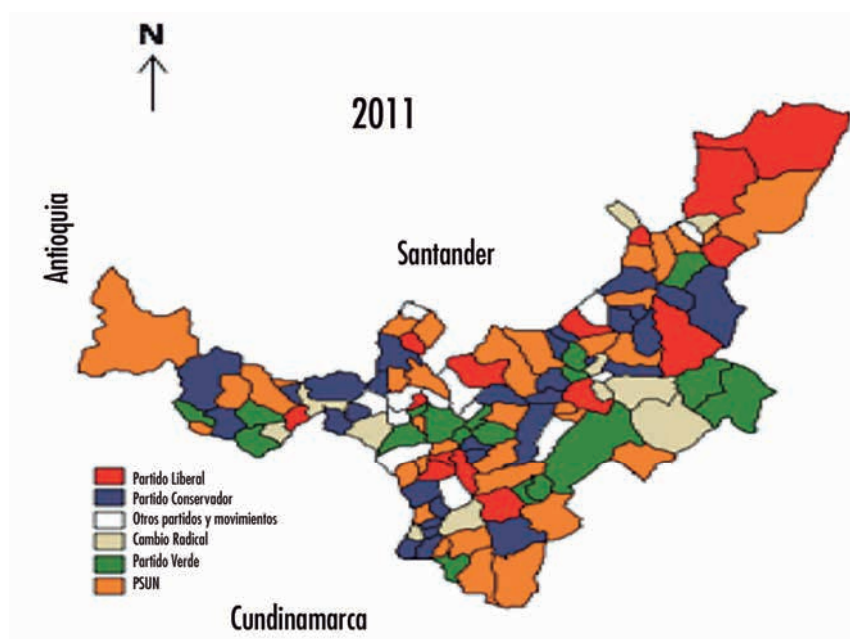 N
2011
Antioquia
Santander
Partido Liberal
Partido Conservador
Otros partidos y movimientos
Cambio Radical
Partido Verde
PSUN
Cundinamarca